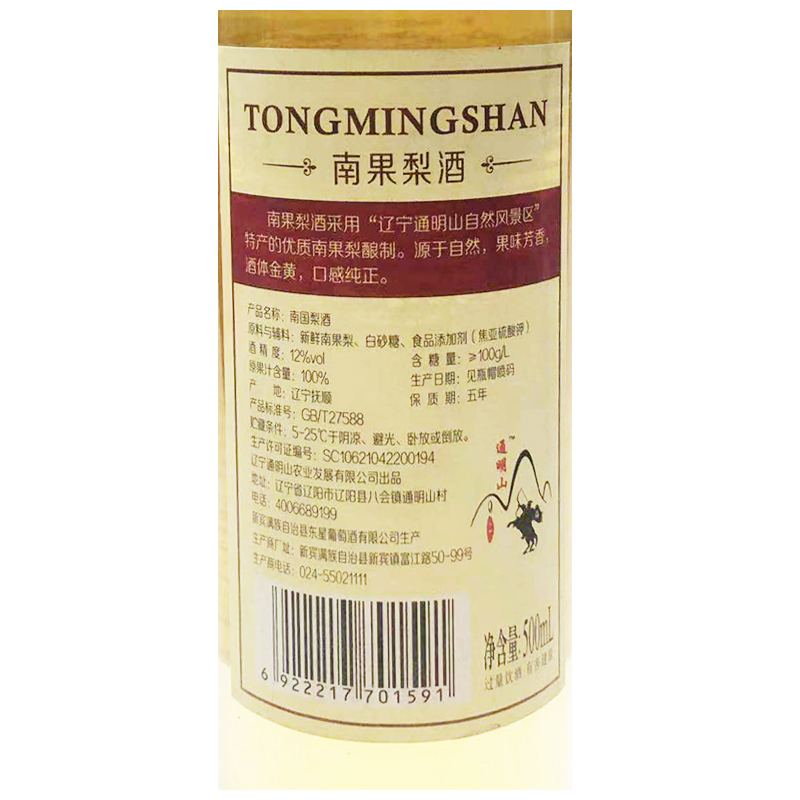 TONGMINGSHAN
南果梨酒
南果梨酒采用“辽宁通明山自然风景区”
特产的优质南果梨酿制。源于自然，果味芳香，
酒体金黄，口感纯正。
产品名称：南国梨酒
原料与辅料：新鲜南果梨、白砂糖、食品添加剂（焦亚硫酸钾）
酒 精 度：12%vol 含 糖 量：≥100g/L
原果汁含量：100% 生产日期：见瓶帽喷码
产 地：辽宁抚顺 保 质 期：五年
产品标准号：GB/T27588
贮藏条件：5-25℃于阴凉、避光、卧放或倒放。
生产许可证编号：SC10621042200194
辽宁通明山农业发展有限公司出品
地址：辽宁省辽阳市辽阳县八会镇通明山村
电话：4006689199
新宾满族自治县东星葡萄酒有限公司生产
生产商厂址：新宾满族自治县新宾镇富江路50-99号
生产商电话：024-55021111
通明山™
净含量：500mL
过量饮酒 有害健康
6 922217 701591